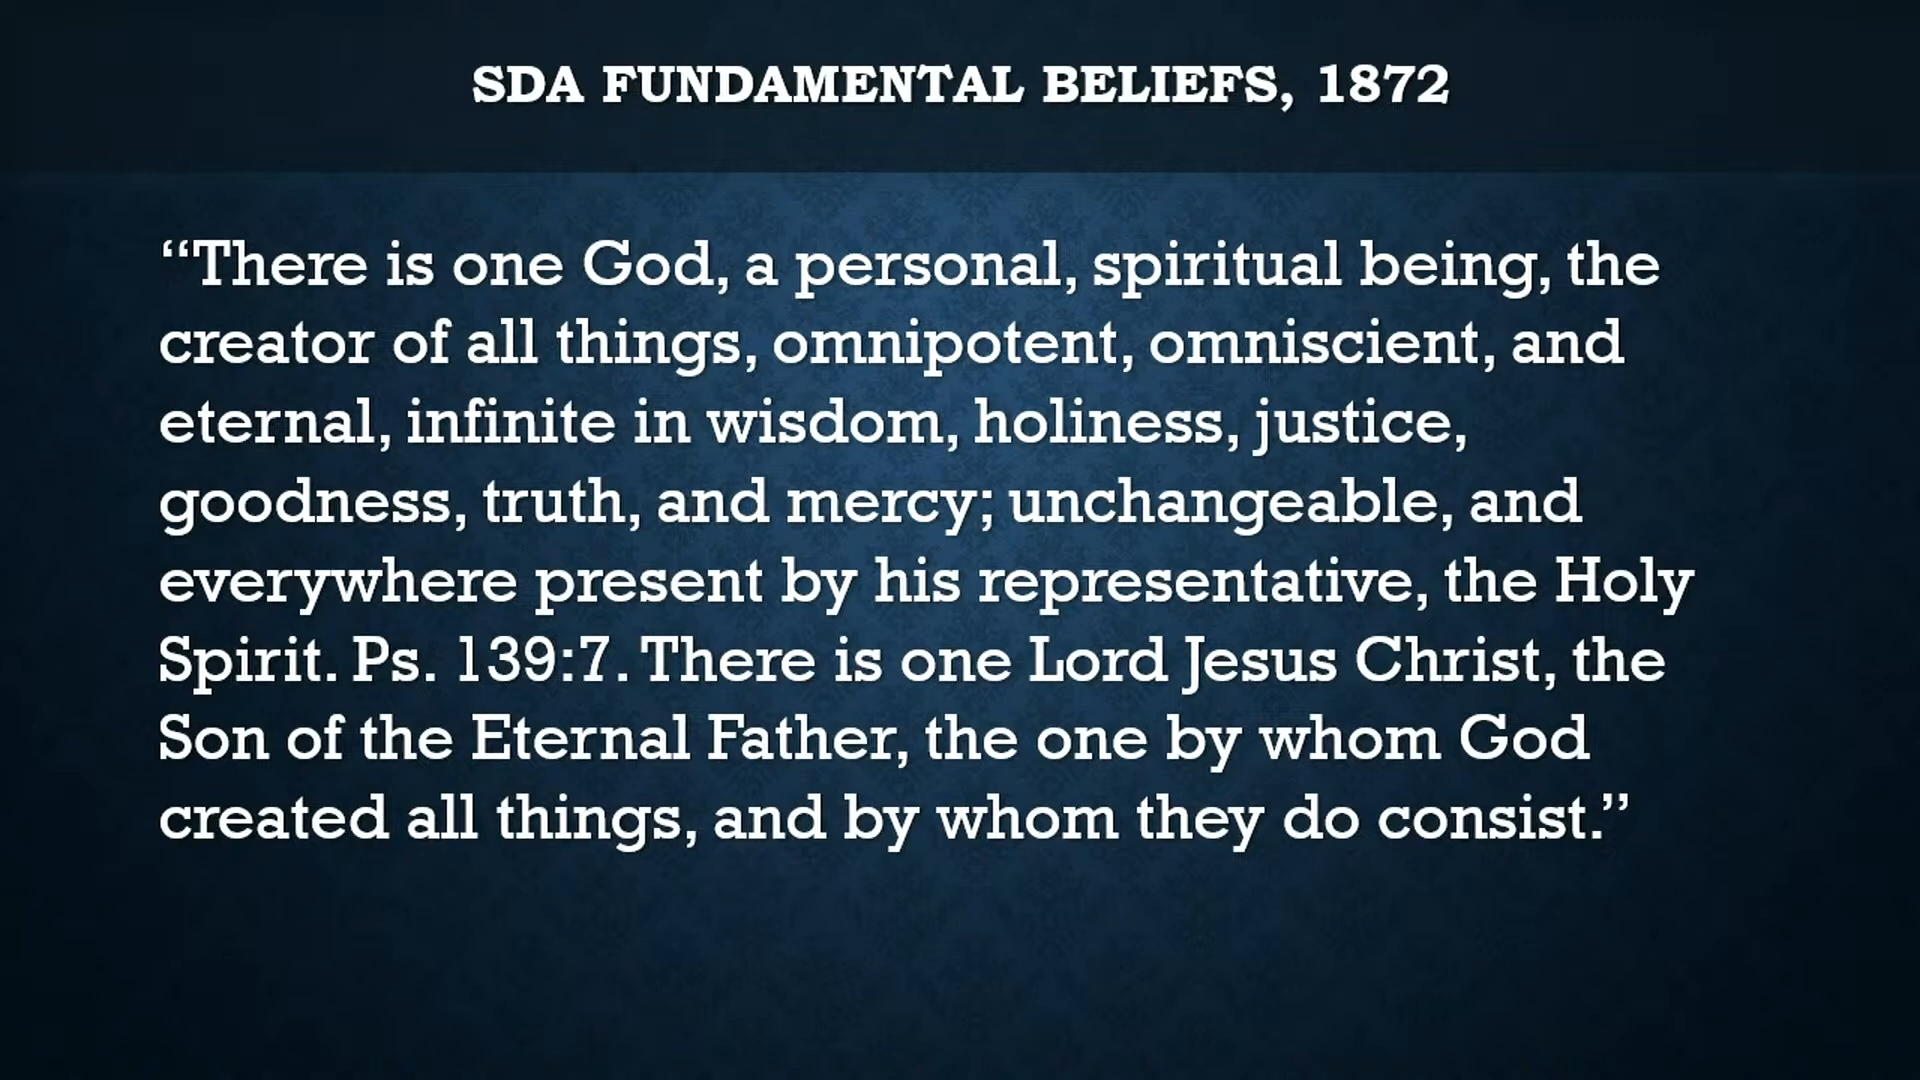 SDA FUNDAMENTAL BELIEFS, 1872
“There is one God, a personal, spiritual being, the
creator of all things, omnipotent, omniscient, and
eternal, infinite in wisdom, holiness, justice,
goodness, truth, and mercy; unchangeable, and
everywhere present by his representative, the Holy
Spirit. Ps. 139:7. There is one Lord Jesus Christ, the
Son of the Eternal Father, the one by whom God
created all things, and by whom they do consist.”